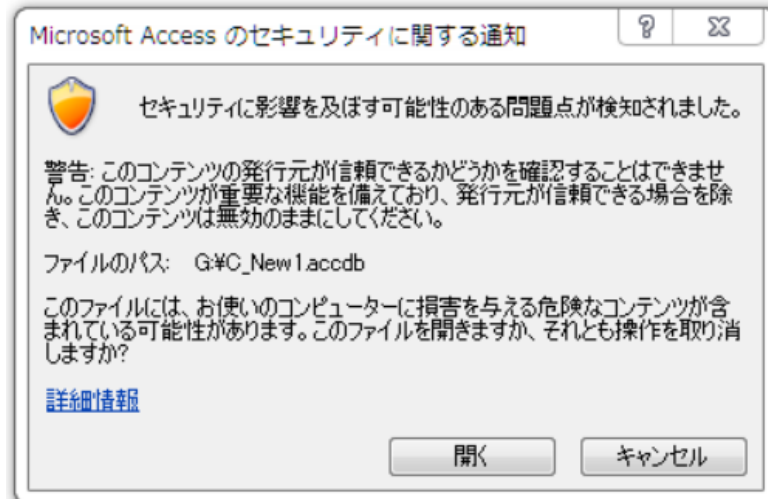 Microsoft Access のセキュリティに関する通知
セキュリティに影響を及ぼす可能性のある問題点が検知されました。
警告: このコンテンツの発行元が信頼できるかどうかを確認することはできませ
ん。このコンテンツが重要な機能を備えており、発行元が信頼できる場合を除
き、このコンテンツは無効のままにしてください。
ファイルのパス: G:¥C_New1.accdb
このファイルには、お使いのコンピューターに損害を与える危険なコンテンツが含
まれている可能性があります。このファイルを開きますか、それとも操作を取り消
しますか?
詳細情報
開く
キャンセル